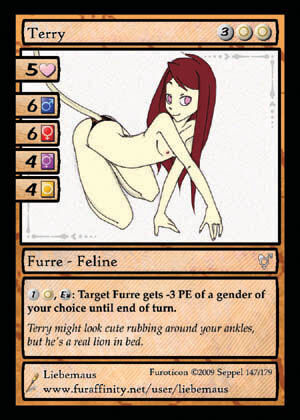 Terry 3
5
6
6
4
4
Furre - Feline
1, : Target Furre gets -3 PE of a gender of
your choice until end of turn.
Terry might look cute rubbing around your ankles,
but he's a real lion in bed.
Liebemaus Furoticon ©2009 Seppel 147/179
www.furaffinity.net/user/liebemaus